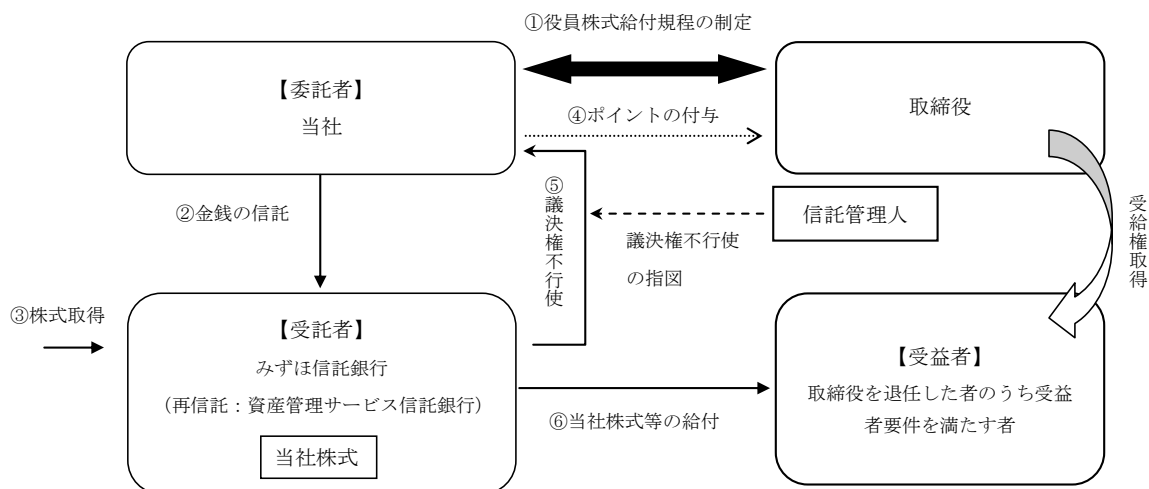 ①役員株式給付規程の制定
【委託者】
当社
④ポイントの付与
取締役
②金銭の信託
⑤議決権不行使
議決権不行使
の指図
信託管理人
受給権取得
③株式取得
【受託者】
みずほ信託銀行
(再信託:資産管理サービス信託銀行)
当社株式
⑥当社株式等の給付
【受益者】
取締役を退任した者のうち受益
者要件を満たす者